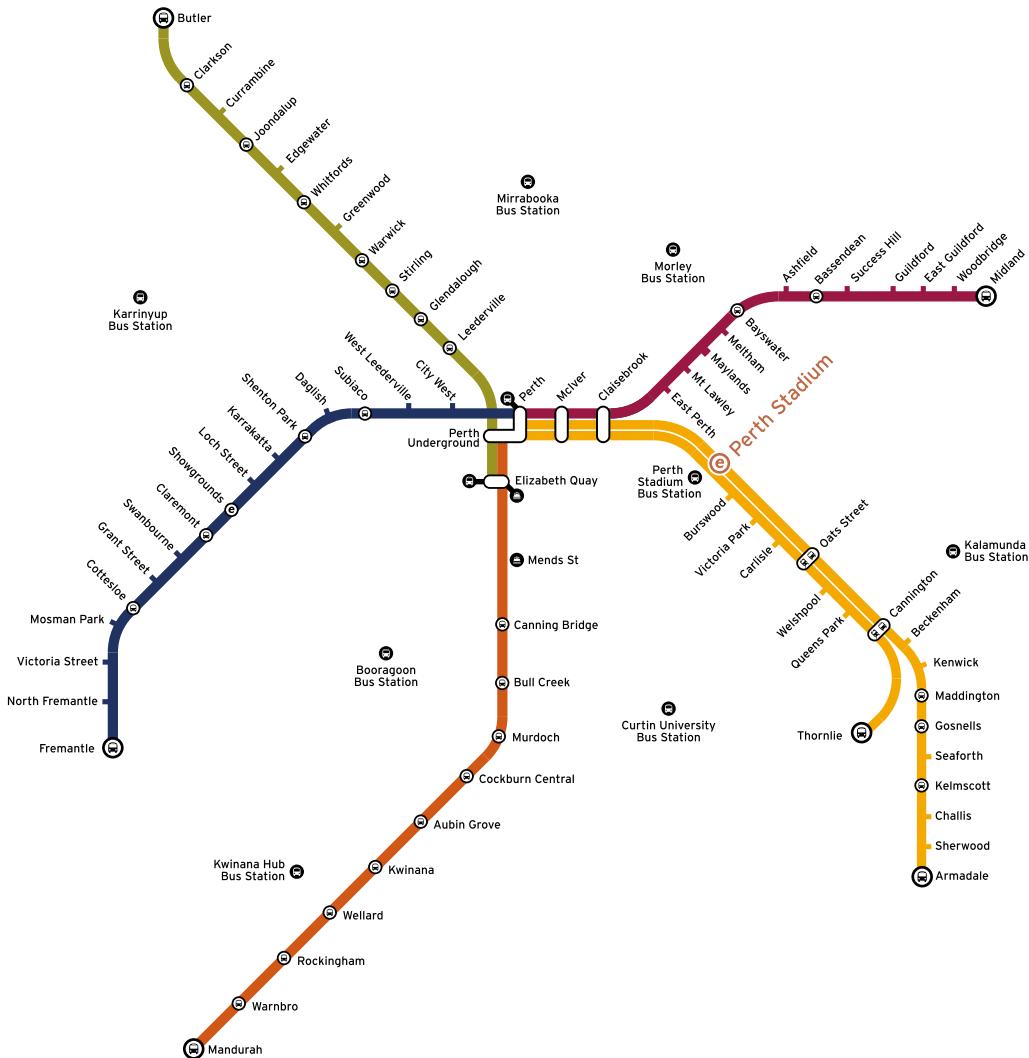 Butler
Clarkson
Currambine
Joondalup
Edgewater
Whitfords
Greenwood
Warwick
Stirling
Glendalough
Leederville
Mirrabooka
Bus Station
Morley
Bus Station
Karrinyup
Bus Station
Ashfield
Bassendean
Success Hill
Guildford
East Guildford
Woodbridge
Midland
Bayswater
Meltham
Maylands
Mt Lawley
East Perth
Perth
McIver
Claisebrook
City West
West Leederville
Subiaco
Daglish
Shenton Park
Karrakatta
Loch Street
Showgrounds
e
Claremont
Swanbourne
Grant Street
Cottesloe
Mosman Park
Victoria Street
North Fremantle
Fremantle
Perth
Underground
Elizabeth Quay
Mends St
Canning Bridge
Bull Creek
Murdoch
Cockburn Central
Aubin Grove
Kwinana
Wellard
Rockingham
Warnbro
Mandurah
Perth Stadium
e
Perth
Stadium
Bus Station
Burswood
Victoria Park
Carlisle
Oats Street
Welshpool
Queens Park
Cannington
Beckenham
Kenwick
Maddington
Gosnells
Seaforth
Kelmscott
Challis
Sherwood
Armadale
Thornlie
Kalamunda
Bus Station
Booragoon
Bus Station
Curtin University
Bus Station
Kwinana Hub
Bus Station